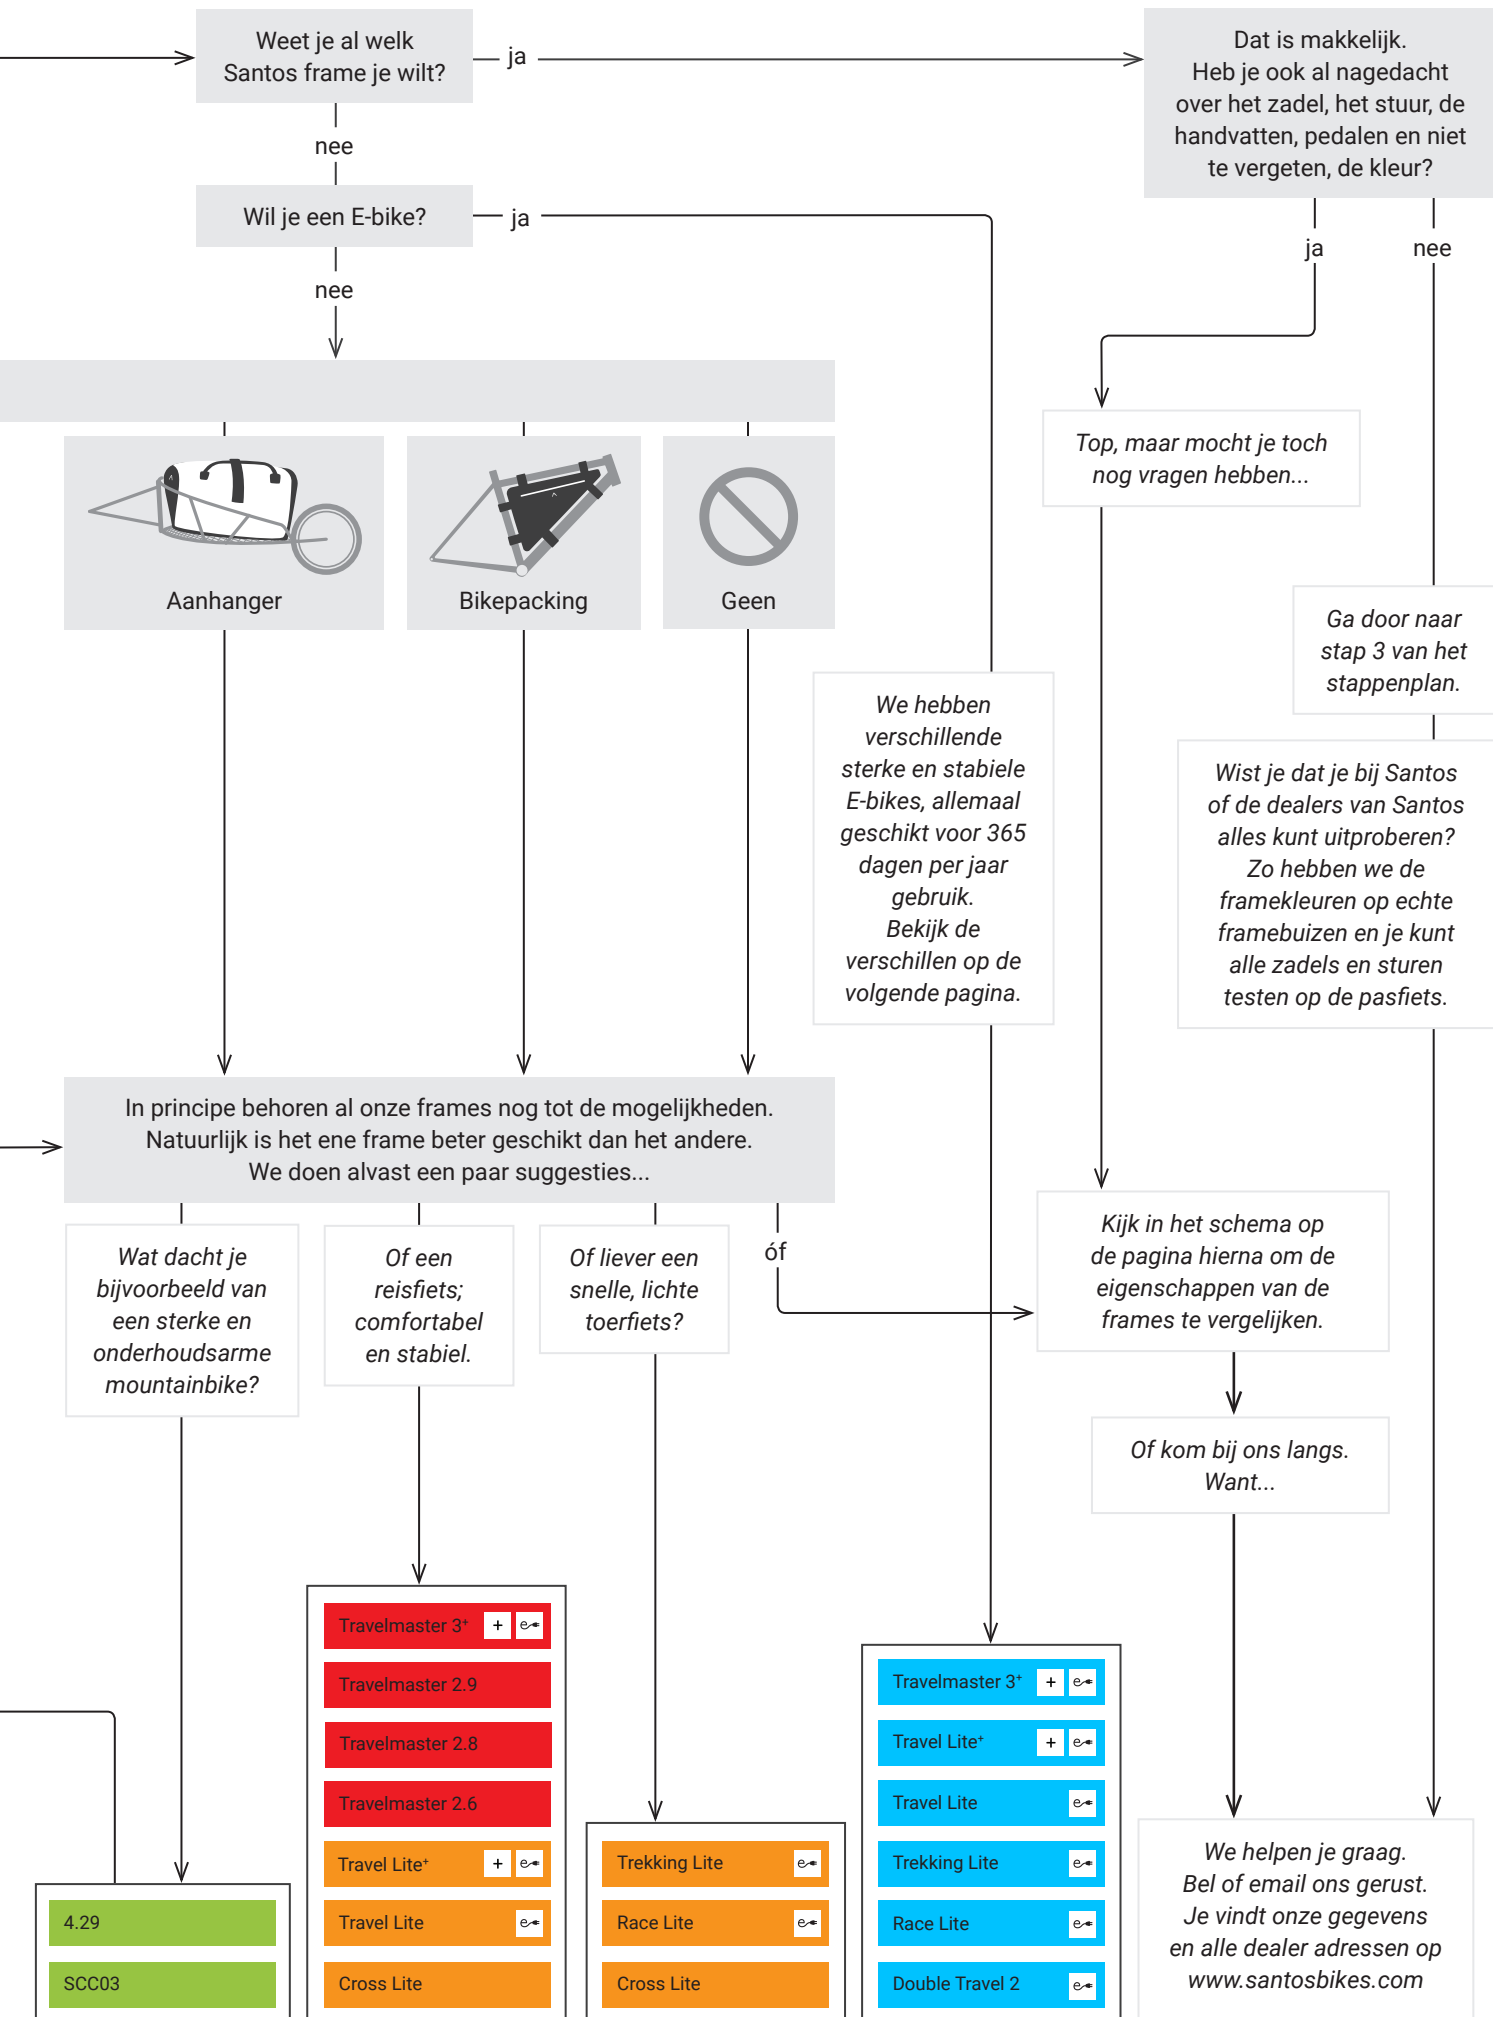 Weet je al welk
Santos frame je wilt?
ja
Dat is makkelijk.
Heb je ook al nagedacht
over het zadel, het stuur, de
handvatten, pedalen en niet
te vergeten, de kleur?
nee
Wil je een E-bike?
ja
nee
ja
nee
Top, maar mocht je toch
nog vragen hebben...
Aanhanger
Bikepacking
Geen
Ga door naar
stap 3 van het
stappenplan.
We hebben
verschillende
sterke en stabiele
E-bikes, allemaal
geschikt voor 365
dagen per jaar
gebruik.
Bekijk de
verschillen op de
volgende pagina.
Wist je dat je bij Santos
of de dealers van Santos
alles kunt uitproberen?
Zo hebben we de
framekleuren op echte
framebuizen en je kunt
alle zadels en sturen
testen op de pasfiets.
In principe behoren al onze frames nog tot de mogelijkheden.
Natuurlijk is het ene frame beter geschikt dan het andere.
We doen alvast een paar suggesties...
Wat dacht je
bijvoorbeeld van
een sterke en
onderhoudsarme
mountainbike?
Of een
reisfiets;
comfortabel
en stabiel.
Of liever een
snelle, lichte
toerfiets?
óf
Kijk in het schema op
de pagina hierna om de
eigenschappen van de
frames te vergelijken.
Of kom bij ons langs.
Want...
4.29
SCC03
Travelmaster 3⁺ + e
Travelmaster 2.9
Travelmaster 2.8
Travelmaster 2.6
Travel Lite⁺ + e
Travel Lite e
Cross Lite
Trekking Lite e
Race Lite e
Cross Lite
Travelmaster 3⁺ + e
Travel Lite⁺ + e
Travel Lite e
Trekking Lite e
Race Lite e
Double Travel 2 e
We helpen je graag.
Bel of email ons gerust.
Je vindt onze gegevens
en alle dealer adressen op
www.santosbikes.com